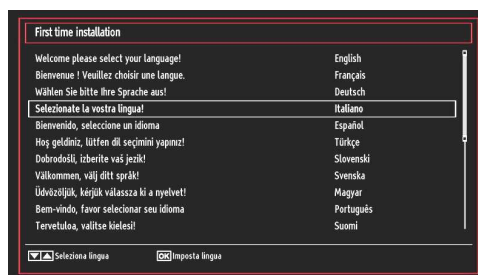 First time installation
Welcome please select your language! English
Bienvenue ! Veuillez choisir une langue. Français
Wählen Sie bitte Ihre Sprache aus! Deutsch
Selezionate la vostra lingua! Italiano
Bienvenido, seleccione un idioma Español
Hoş geldiniz, lütfen dil seçimini yapınız! Türkçe
Dobrodošli, izberite vaš jezik! Slovenski
Välkommen, välj ditt språk! Svenska
Üdvözöljük, kérjük válassza ki a nyelvet! Magyar
Bem-vindo, favor selecionar seu idioma Português
Tervetuloa, valitse kielesi! Suomi
Seleziona lingua OK Imposta lingua